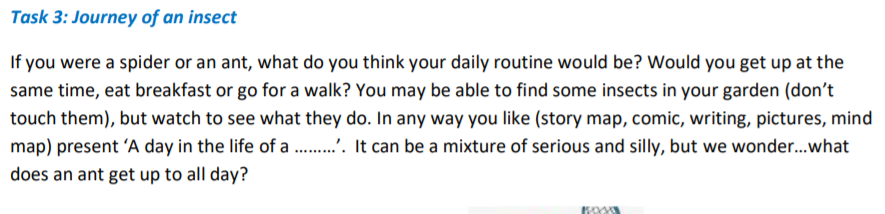 Task 3: Journey of an insect
If you were a spider or an ant, what do you think your daily routine would be? Would you get up at the
same time, eat breakfast or go for a walk? You may be able to find some insects in your garden (don’t
touch them), but watch to see what they do. In any way you like (story map, comic, writing, pictures, mind
map) present ‘A day in the life of a .........’.  It can be a mixture of serious and silly, but we wonder...what
does an ant get up to all day?